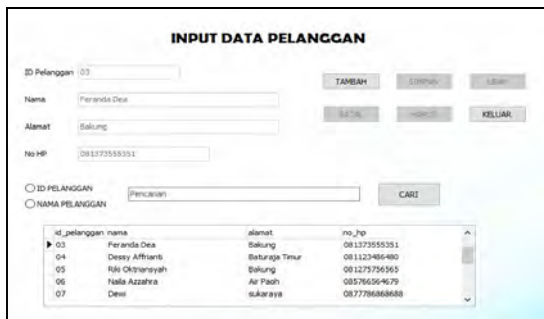 INPUT DATA PELANGGAN
ID Pelanggan 03
TAMBAH SIMPAN UBAH
Nama Feranda Dea
BATAL HAPUS KELUAR
Alamat Bakung
No HP 081373555351
ID PELANGGAN
Pencarian CARI
NAMA PELANGGAN
id_pelanggan nama alamat no_hp
03 Feranda Dea Bakung 081373555351
04 Dessy Affrianti Baturaja Timur 081123486480
05 Riki Oktriansyah Bakung 081275756565
06 Naila Azzahra Air Paoh 085766564679
07 Dewi sukaraya 0877786868688